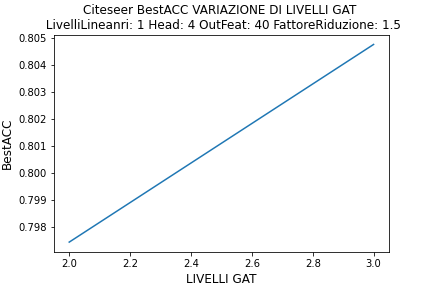 Citeseer BestACC VARIAZIONE DI LIVELLI GAT
LivelliLineanri: 1 Head: 4 OutFeat: 40 FattoreRiduzione: 1.5
BestACC
0.805
0.804
0.803
0.802
0.801
0.800
0.799
0.798
2.0 2.2 2.4 2.6 2.8 3.0
LIVELLI GAT